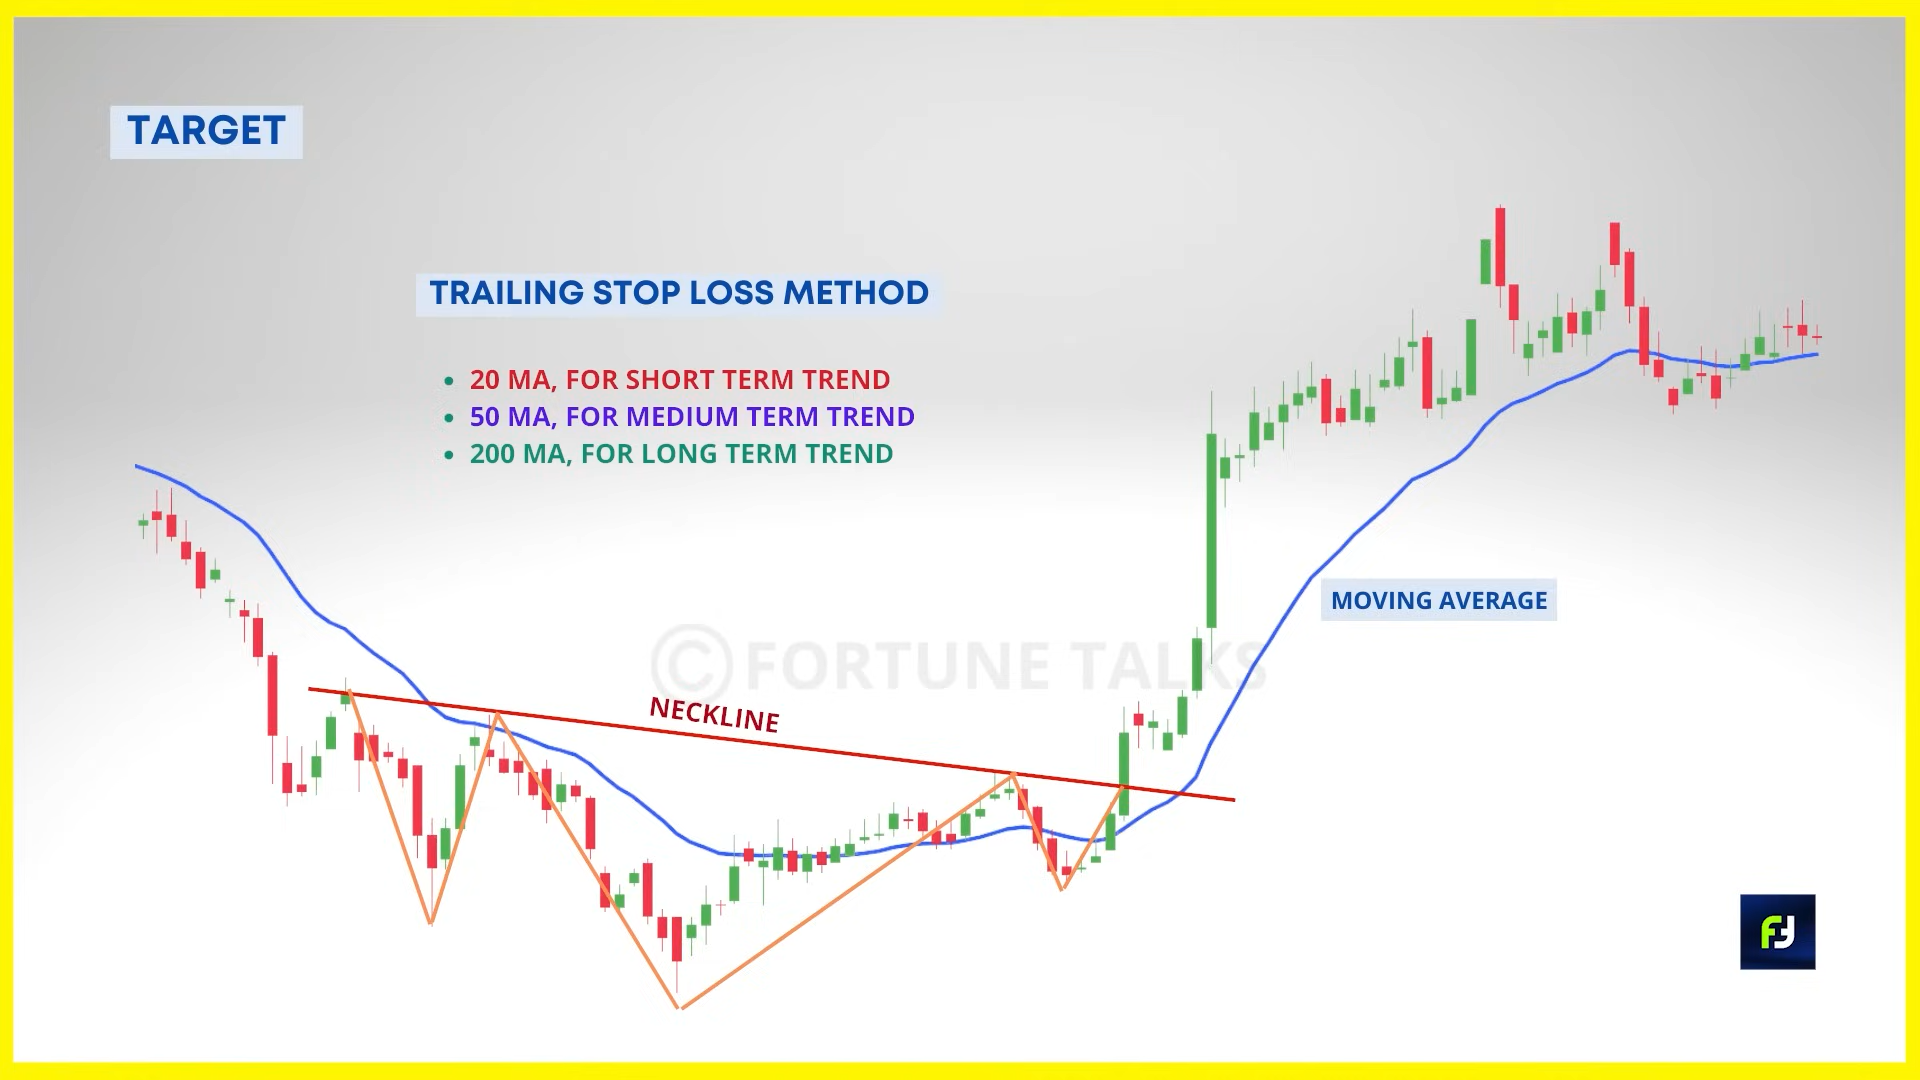 TARGET
TRAILING STOP LOSS METHOD
• 20 MA, FOR SHORT TERM TREND
• 50 MA, FOR MEDIUM TERM TREND
• 200 MA, FOR LONG TERM TREND
MOVING AVERAGE
© FORTUNE TALKS
NECKLINE